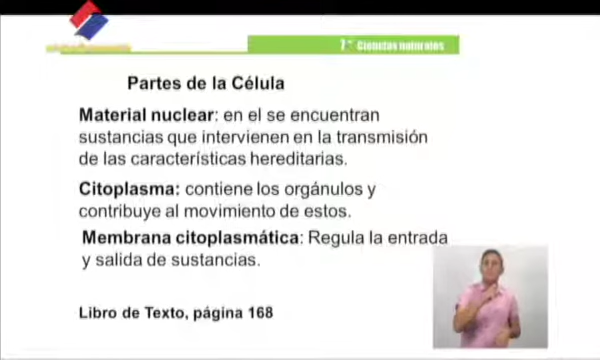 7º Ciencias naturales
Partes de la Célula
Material nuclear: en el se encuentran
sustancias que intervienen en la transmisión
de las características hereditarias.
Citoplasma: contiene los orgánulos y
contribuye al movimiento de estos.
Membrana citoplasmática: Regula la entrada
y salida de sustancias.
Libro de Texto, página 168